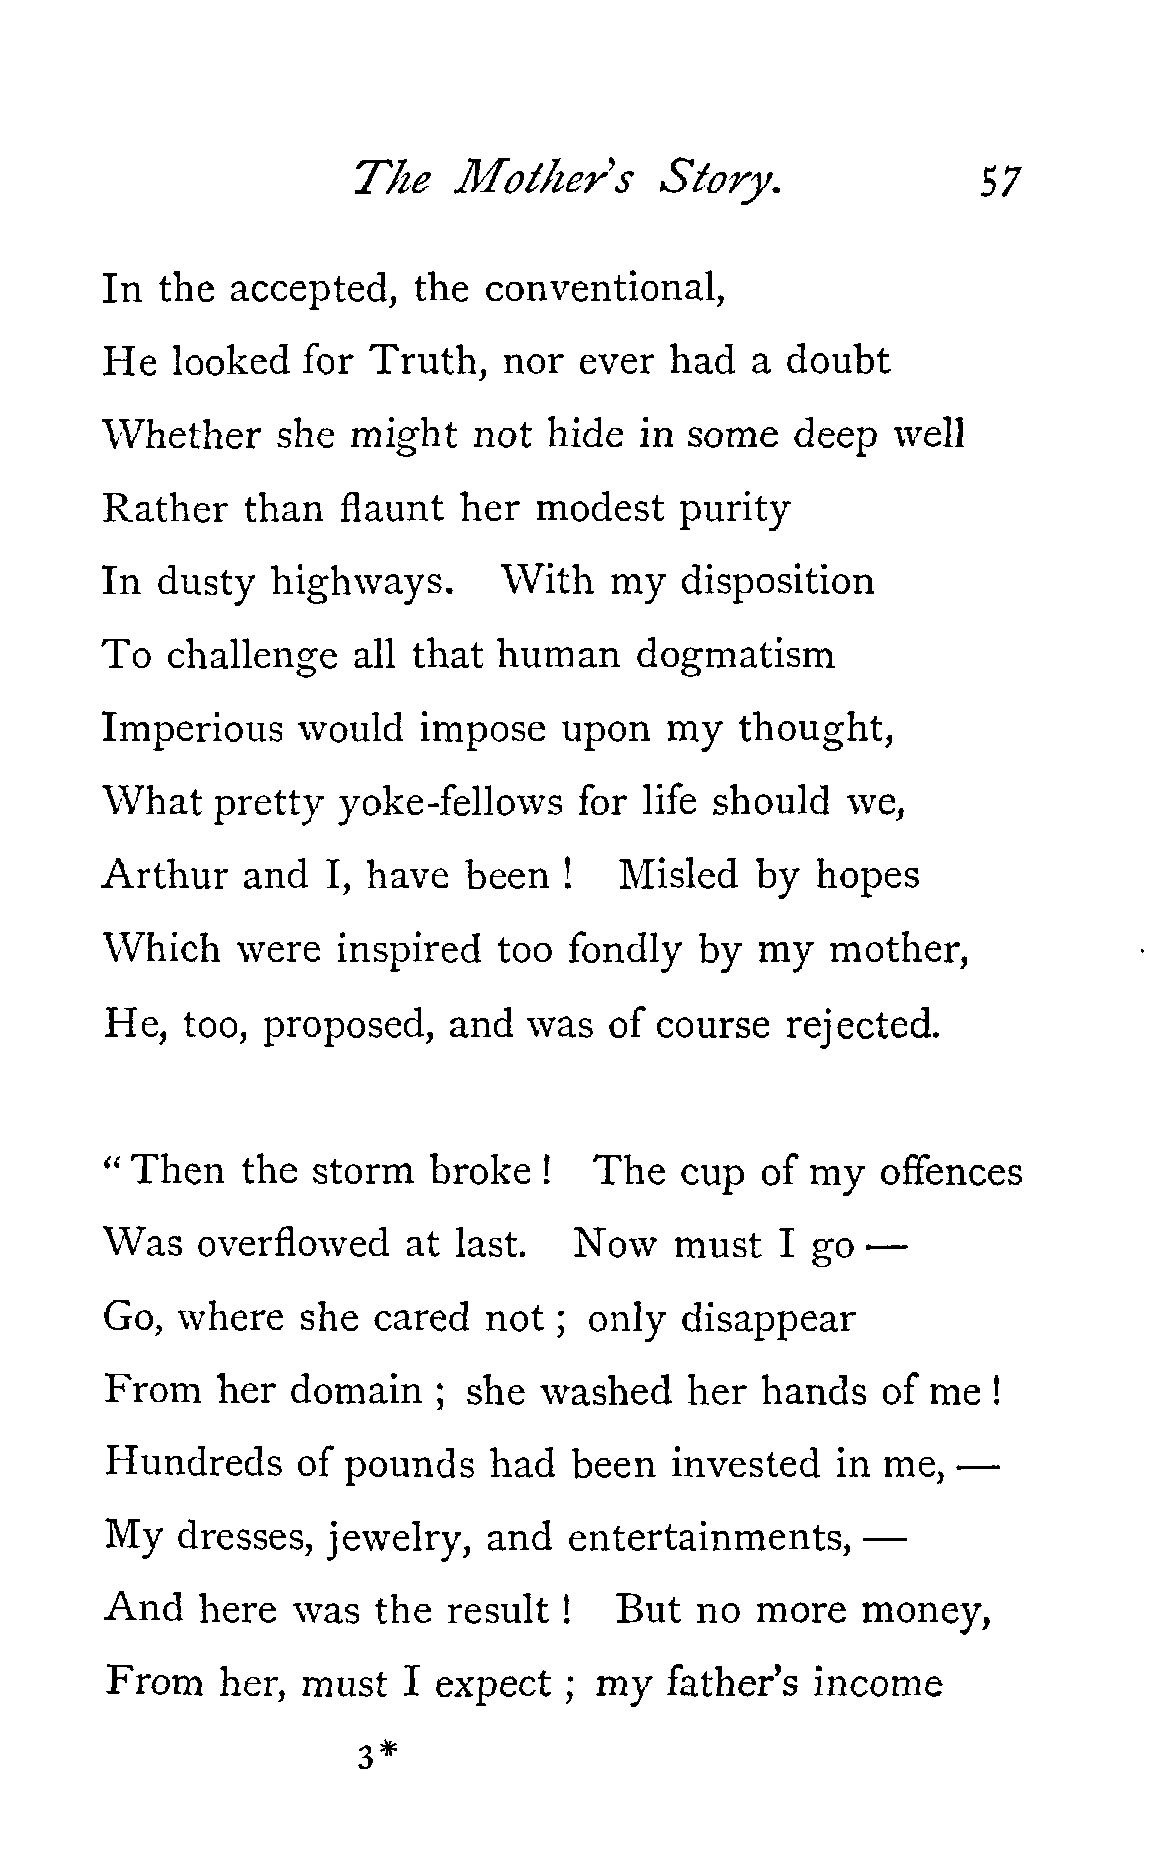 The Mother's Story. 57
In the accepted, the conventional,
He looked for Truth, nor ever had a doubt
Whether she might not hide in some deep well
Rather than flaunt her modest purity
In dusty highways. With my disposition
To challenge all that human dogmatism
Imperious would impose upon my thought,
What pretty yoke-fellows for life should we,
Arthur and I, have been ! Misled by hopes
Which were inspired too fondly by my mother,
He, too, proposed, and was of course rejected.
“ Then the storm broke ! The cup of my offences
Was overflowed at last. Now must I go —
Go, where she cared not ; only disappear
From her domain ; she washed her hands of me !
Hundreds of pounds had been invested in me, —
My dresses, jewelry, and entertainments, —
And here was the result ! But no more money,
From her, must I expect ; my father's income
3*